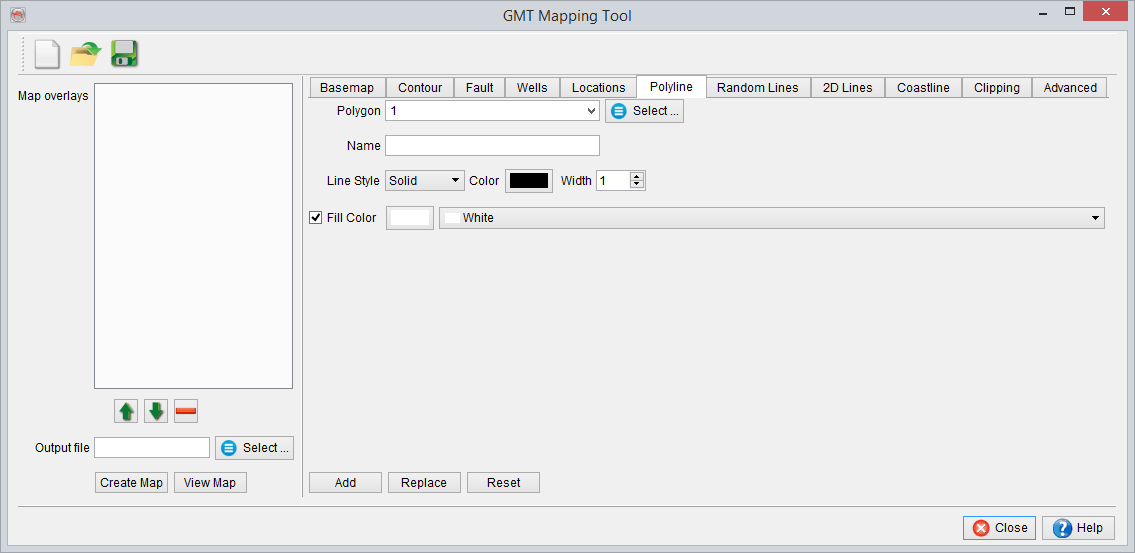 GMT Mapping Tool
Map overlays
Basemap Contour Fault Wells Locations Polyline Random Lines 2D Lines Coastline Clipping Advanced
Polygon 1 Select ...
Name
Line Style Solid Color Width 1
Fill Color White
Output file Select ...
Create Map View Map
Add Replace Reset
Close Help